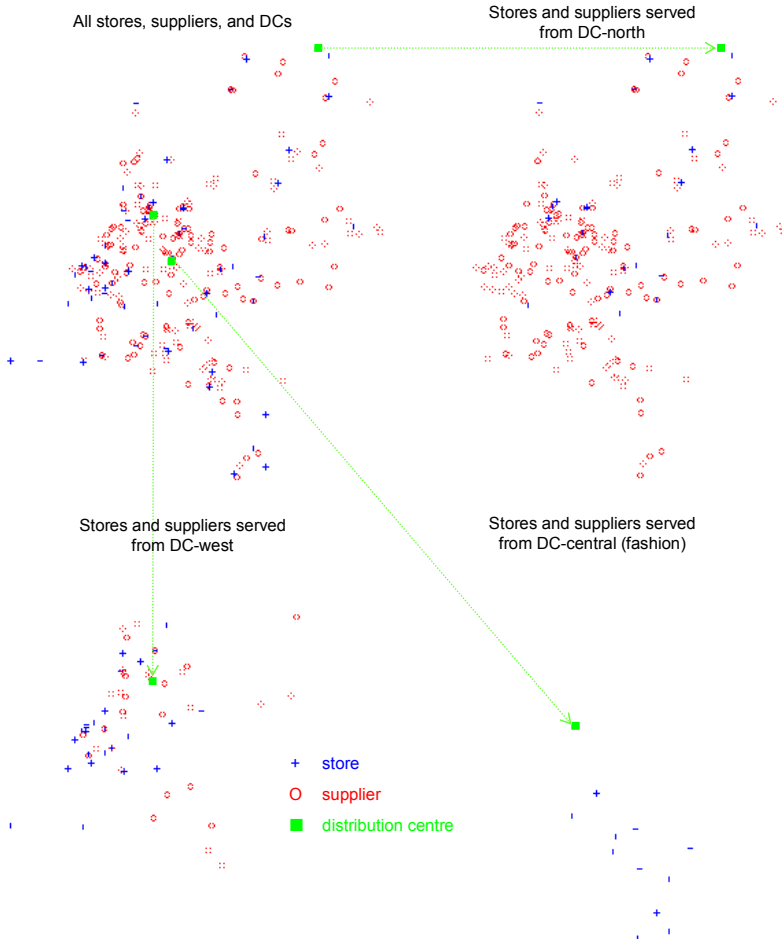 All stores, suppliers, and DCs
Stores and suppliers served
from DC-north
Stores and suppliers served
from DC-west
Stores and suppliers served
from DC-central (fashion)
store
supplier
distribution centre